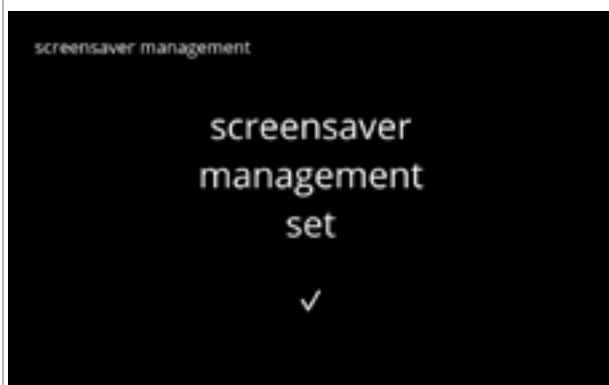 screensaver management
screensaver
management
set
✓